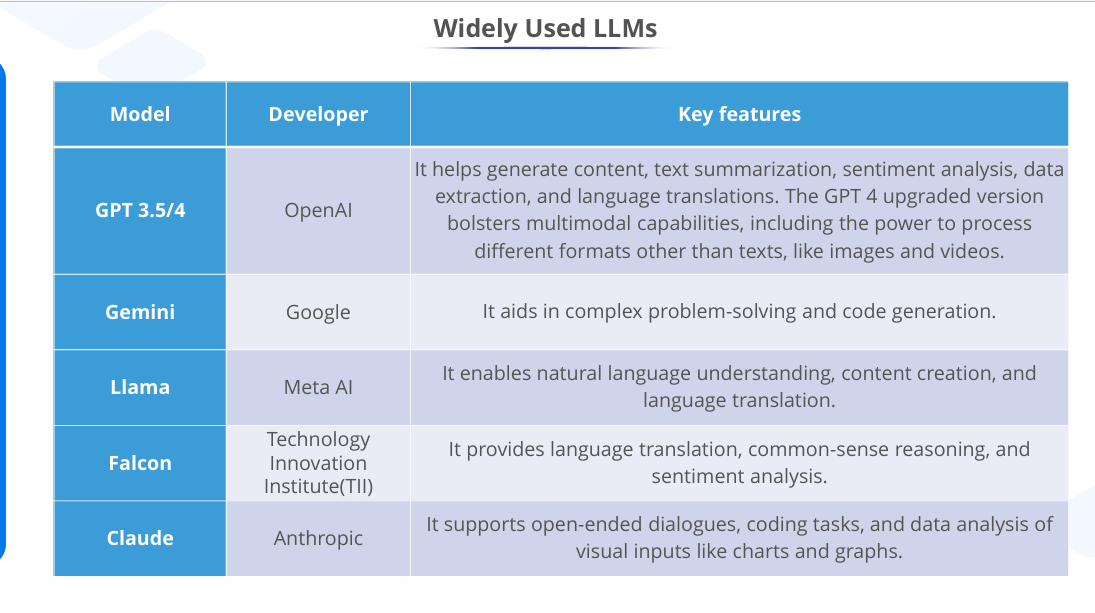 Widely Used LLMs
Model
Developer
Key features
GPT 3.5/4
OpenAI
It helps generate content, text summarization, sentiment analysis, data
extraction, and language translations. The GPT 4 upgraded version
bolsters multimodal capabilities, including the power to process
different formats other than texts, like images and videos.
Gemini
Google
It aids in complex problem-solving and code generation.
Llama
Meta AI
It enables natural language understanding, content creation, and
language translation.
Falcon
Technology
Innovation
Institute(TII)
It provides language translation, common-sense reasoning, and
sentiment analysis.
Claude
Anthropic
It supports open-ended dialogues, coding tasks, and data analysis of
visual inputs like charts and graphs.